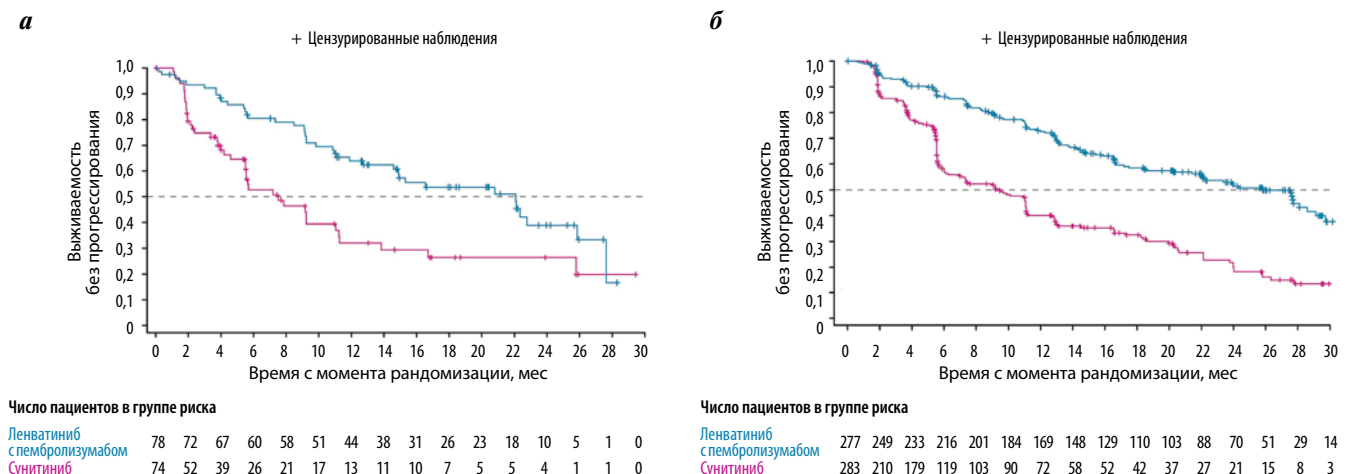 а
+ Цензурированные наблюдения
Выживаемость
без прогрессирования
1,0
0,9
0,8
0,7
0,6
0,5
0,4
0,3
0,2
0,1
0
0 2 4 6 8 10 12 14 16 18 20 22 24 26 28 30
Время с момента рандомизации, мес
Число пациентов в группе риска
Ленватиниб
с пембролизумабом 78 72 67 60 58 51 44 38 31 26 23 18 10 5 1 0
Сунитиниб 74 52 39 26 21 17 13 11 10 7 5 5 4 1 1 0
б
+ Цензурированные наблюдения
Выживаемость
без прогрессирования
1,0
0,9
0,8
0,7
0,6
0,5
0,4
0,3
0,2
0,1
0
0 2 4 6 8 10 12 14 16 18 20 22 24 26 28 30
Время с момента рандомизации, мес
Число пациентов в группе риска
Ленватиниб
с пембролизумабом 277 249 233 216 201 184 169 148 129 110 103 88 70 51 29 14
Сунитиниб 283 210 179 119 103 90 72 58 52 42 37 27 21 15 8 3